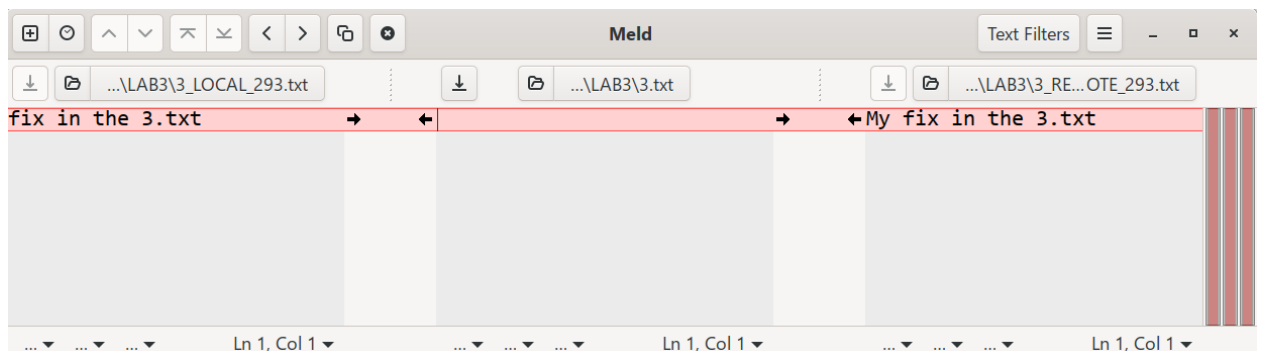 Meld
Text Filters
...\LAB3\3_LOCAL_293.txt
...\LAB3\3.txt
...\LAB3\3_RE...OTE_293.txt
fix in the 3.txt
My fix in the 3.txt
... ... ... Ln 1, Col 1
... ... ... Ln 1, Col 1
... ... ... Ln 1, Col 1